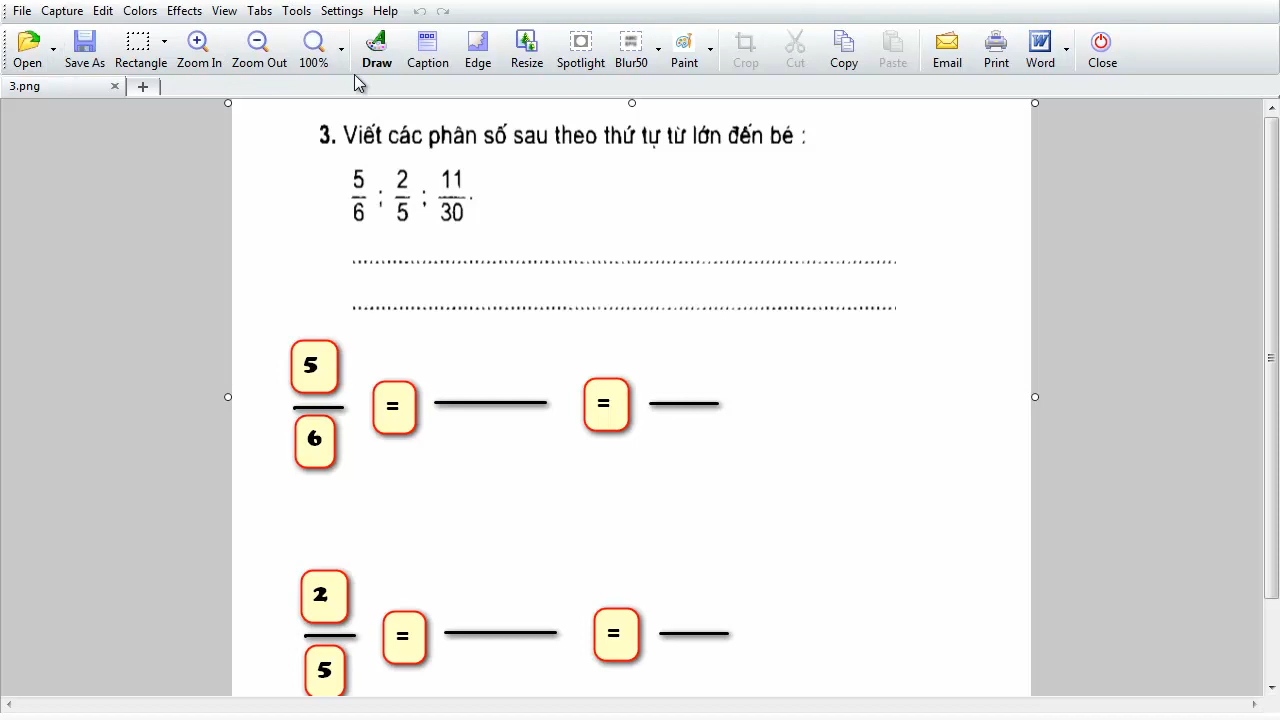 File Capture Edit Colors Effects View Tabs Tools Settings Help
Open Save As Rectangle Zoom In Zoom Out 100% Draw Caption Edge Resize Spotlight Blur50 Paint Crop Cut Copy Paste Email Print Word Close
3.png
3. Viết các phân số sau theo thứ tự từ lớn đến bé :
5/6 ; 2/5 ; 11/30.
5
= =
6
2
= =
5